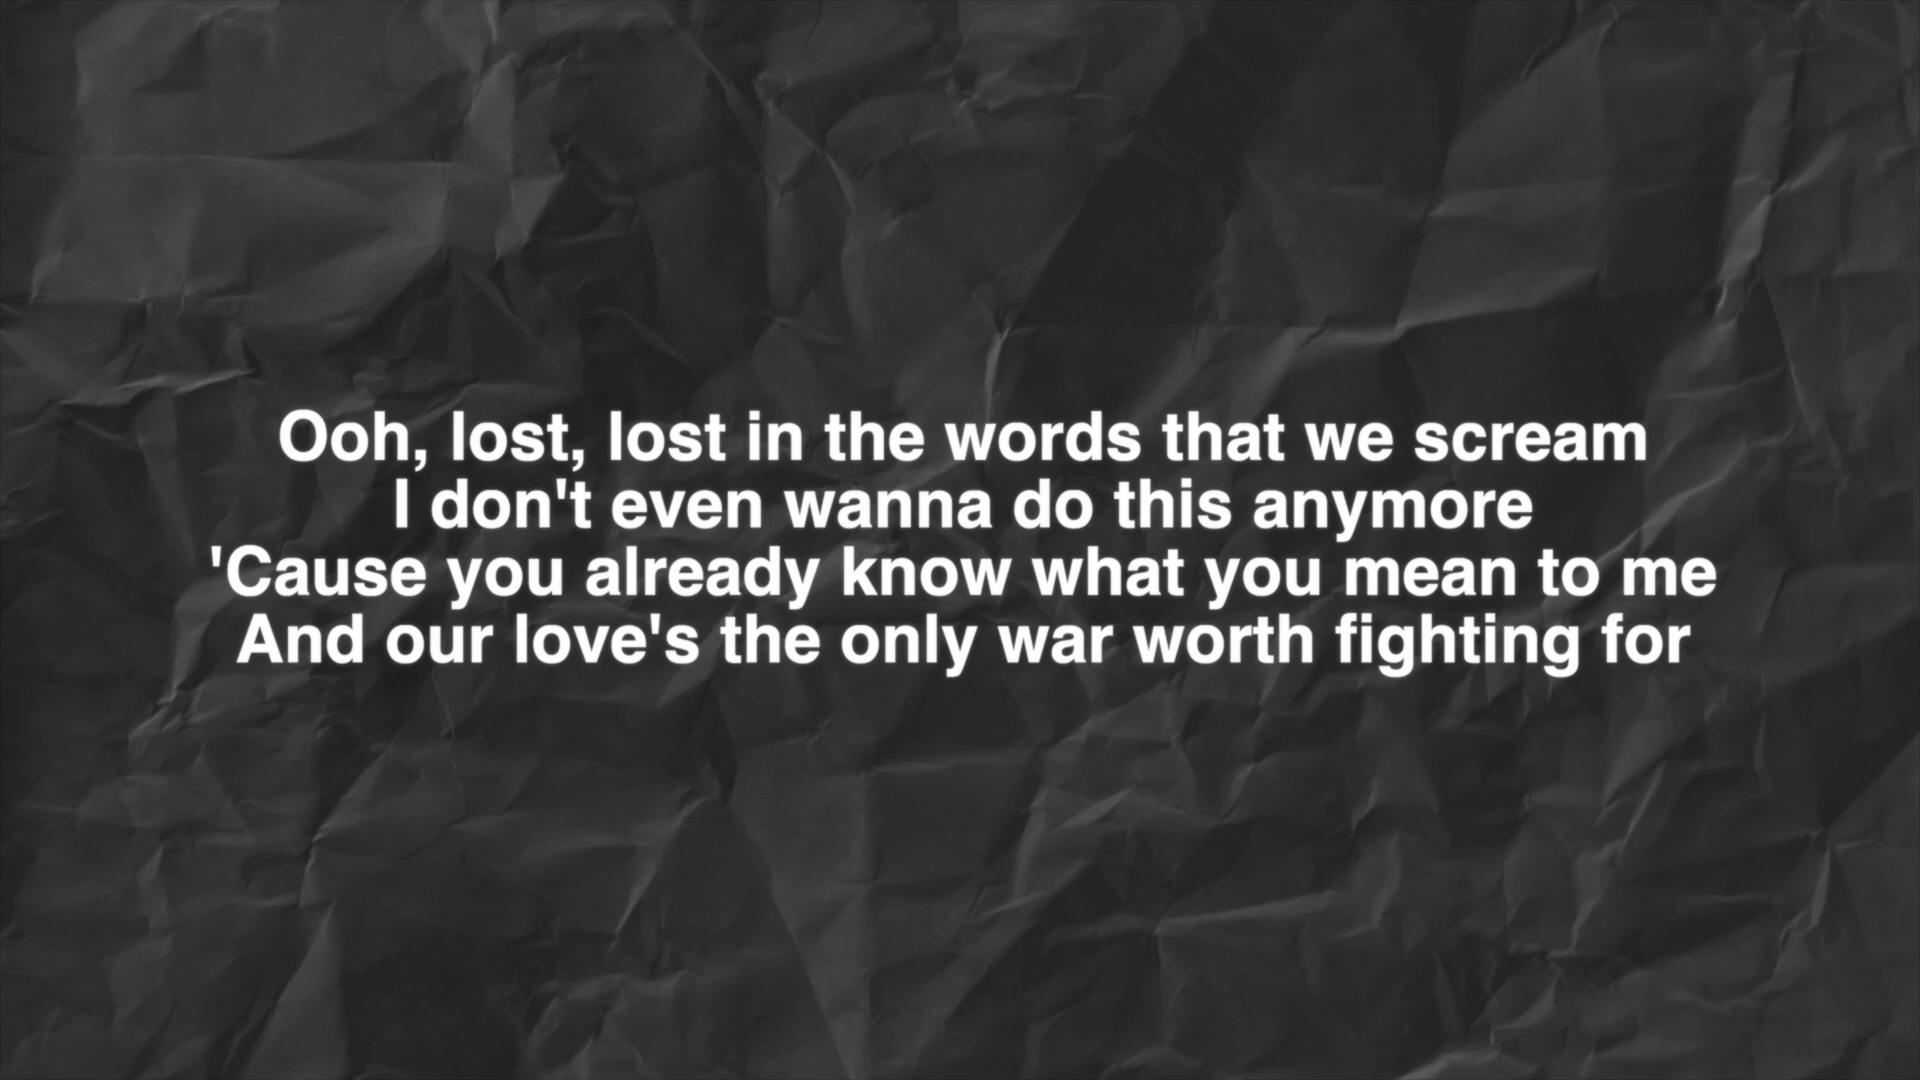 Ooh, lost, lost in the words that we scream
I don't even wanna do this anymore
'Cause you already know what you mean to me
And our love's the only war worth fighting for